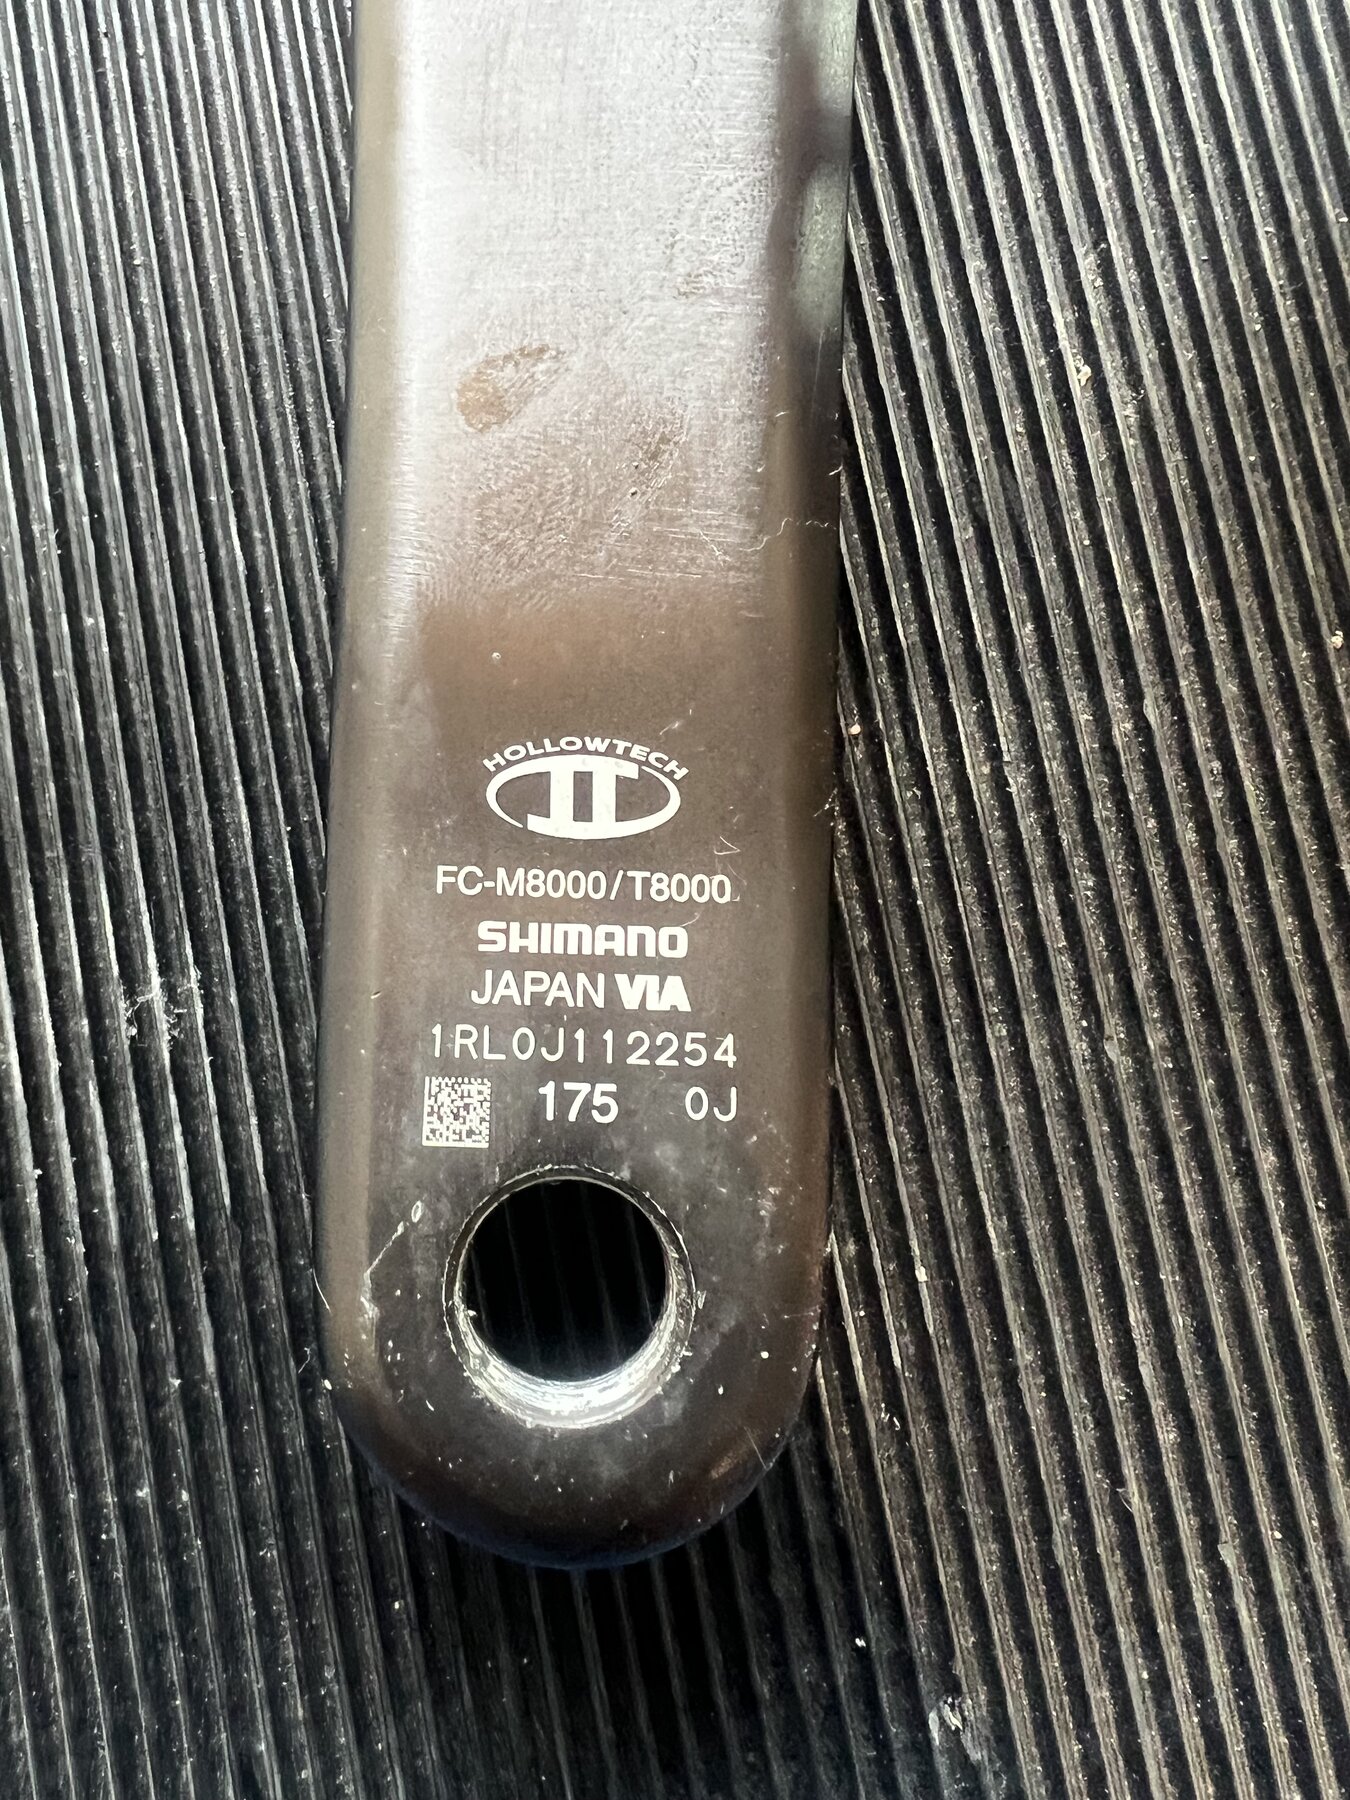 HOLLOWTECH
II
FC-M8000/T8000
SHIMANO
JAPAN VIA
1RL0J112254
175 0J